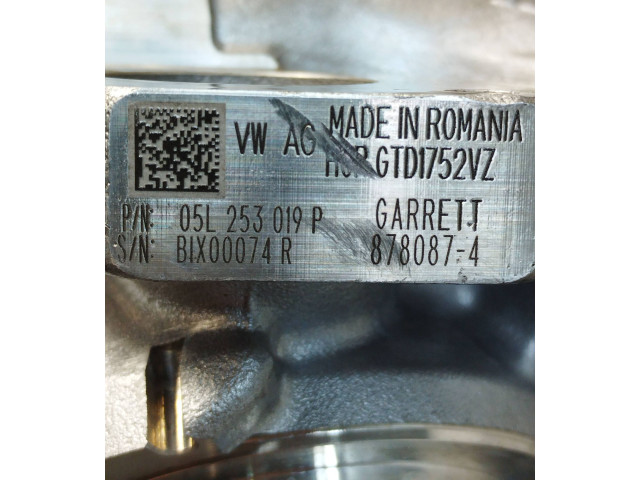 VW AG MADE IN ROMANIA
GTD1752VZ
P/N: 05L 253 019 P GARRETT
S/N: BIX00074 R 878087-4